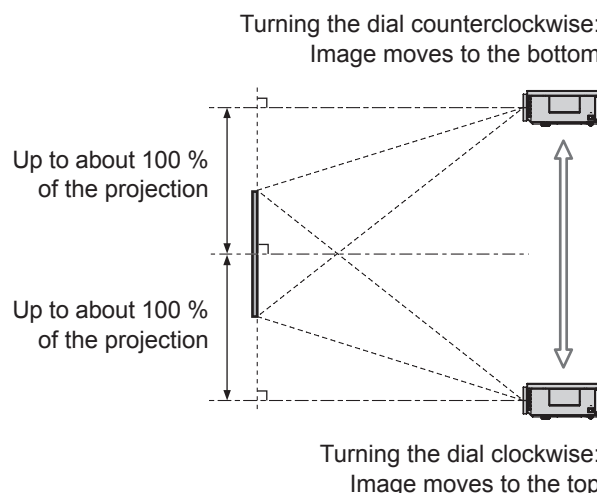 Turning the dial counterclockwise:
Image moves to the bottom
Up to about 100 %
of the projection
Up to about 100 %
of the projection
Turning the dial clockwise:
Image moves to the top